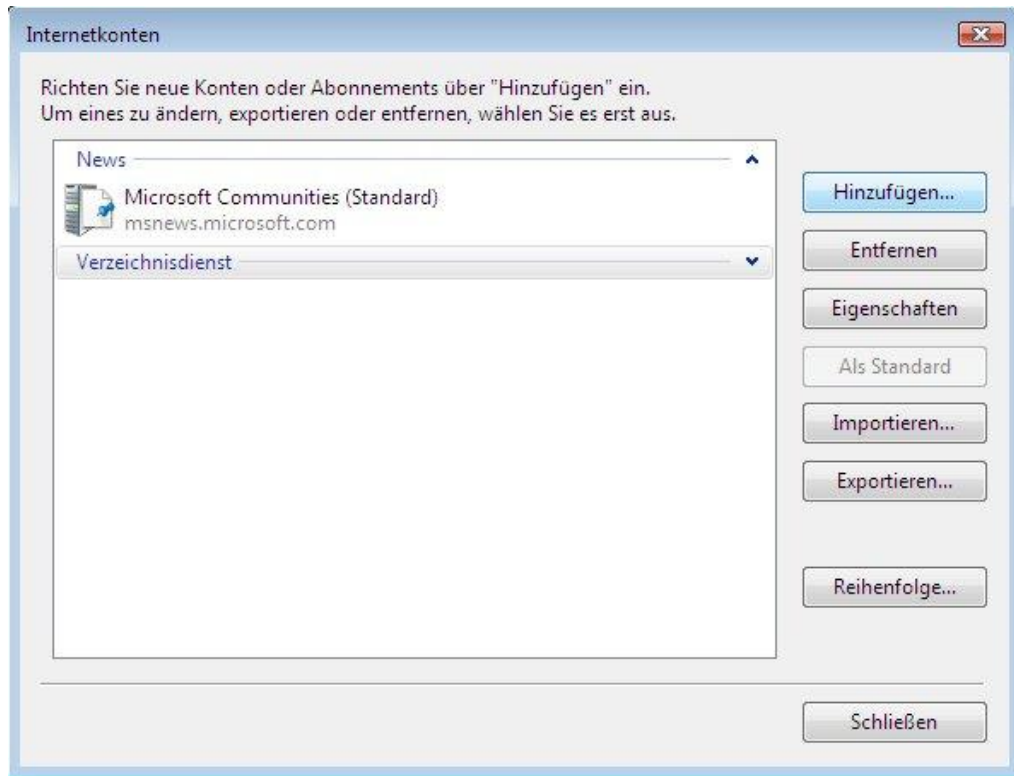 Internetkonten
Richten Sie neue Konten oder Abonnements über "Hinzufügen" ein.
Um eines zu ändern, exportieren oder entfernen, wählen Sie es erst aus.
News
Microsoft Communities (Standard)
msnews.microsoft.com
Verzeichnisdienst
Hinzufügen...
Entfernen
Eigenschaften
Als Standard
Importieren...
Exportieren...
Reihenfolge...
Schließen